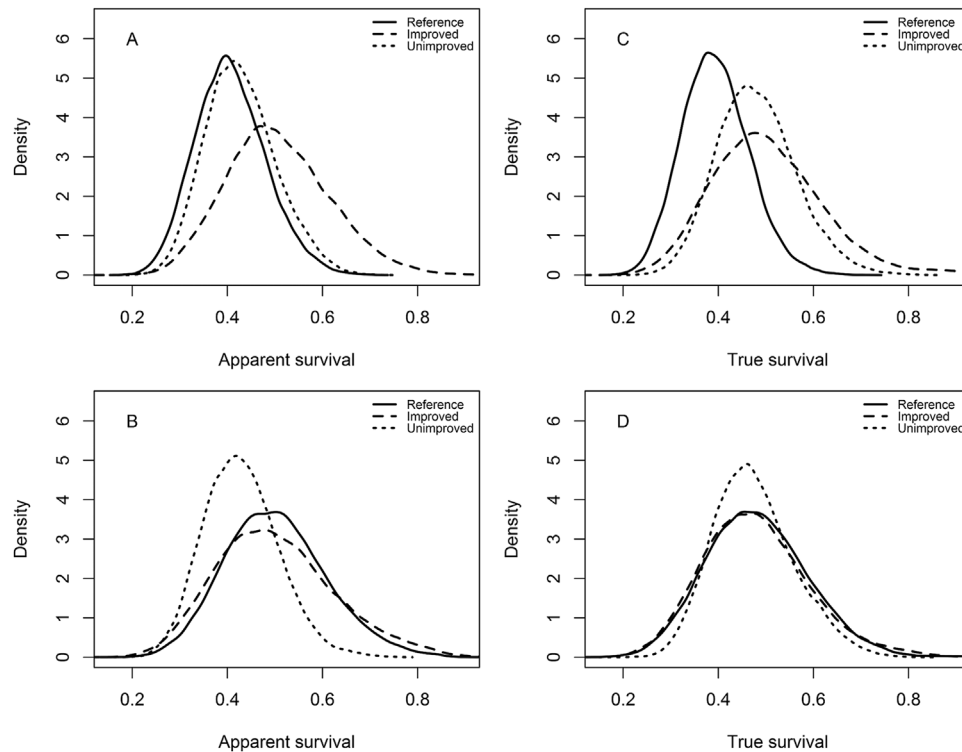 A
Reference
Improved
Unimproved
6
5
4
3
2
1
0
Density
0.2 0.4 0.6 0.8
Apparent survival
C
Reference
Improved
Unimproved
6
5
4
3
2
1
0
Density
0.2 0.4 0.6 0.8
True survival
B
Reference
Improved
Unimproved
6
5
4
3
2
1
0
Density
0.2 0.4 0.6 0.8
Apparent survival
D
Reference
Improved
Unimproved
6
5
4
3
2
1
0
Density
0.2 0.4 0.6 0.8
True survival